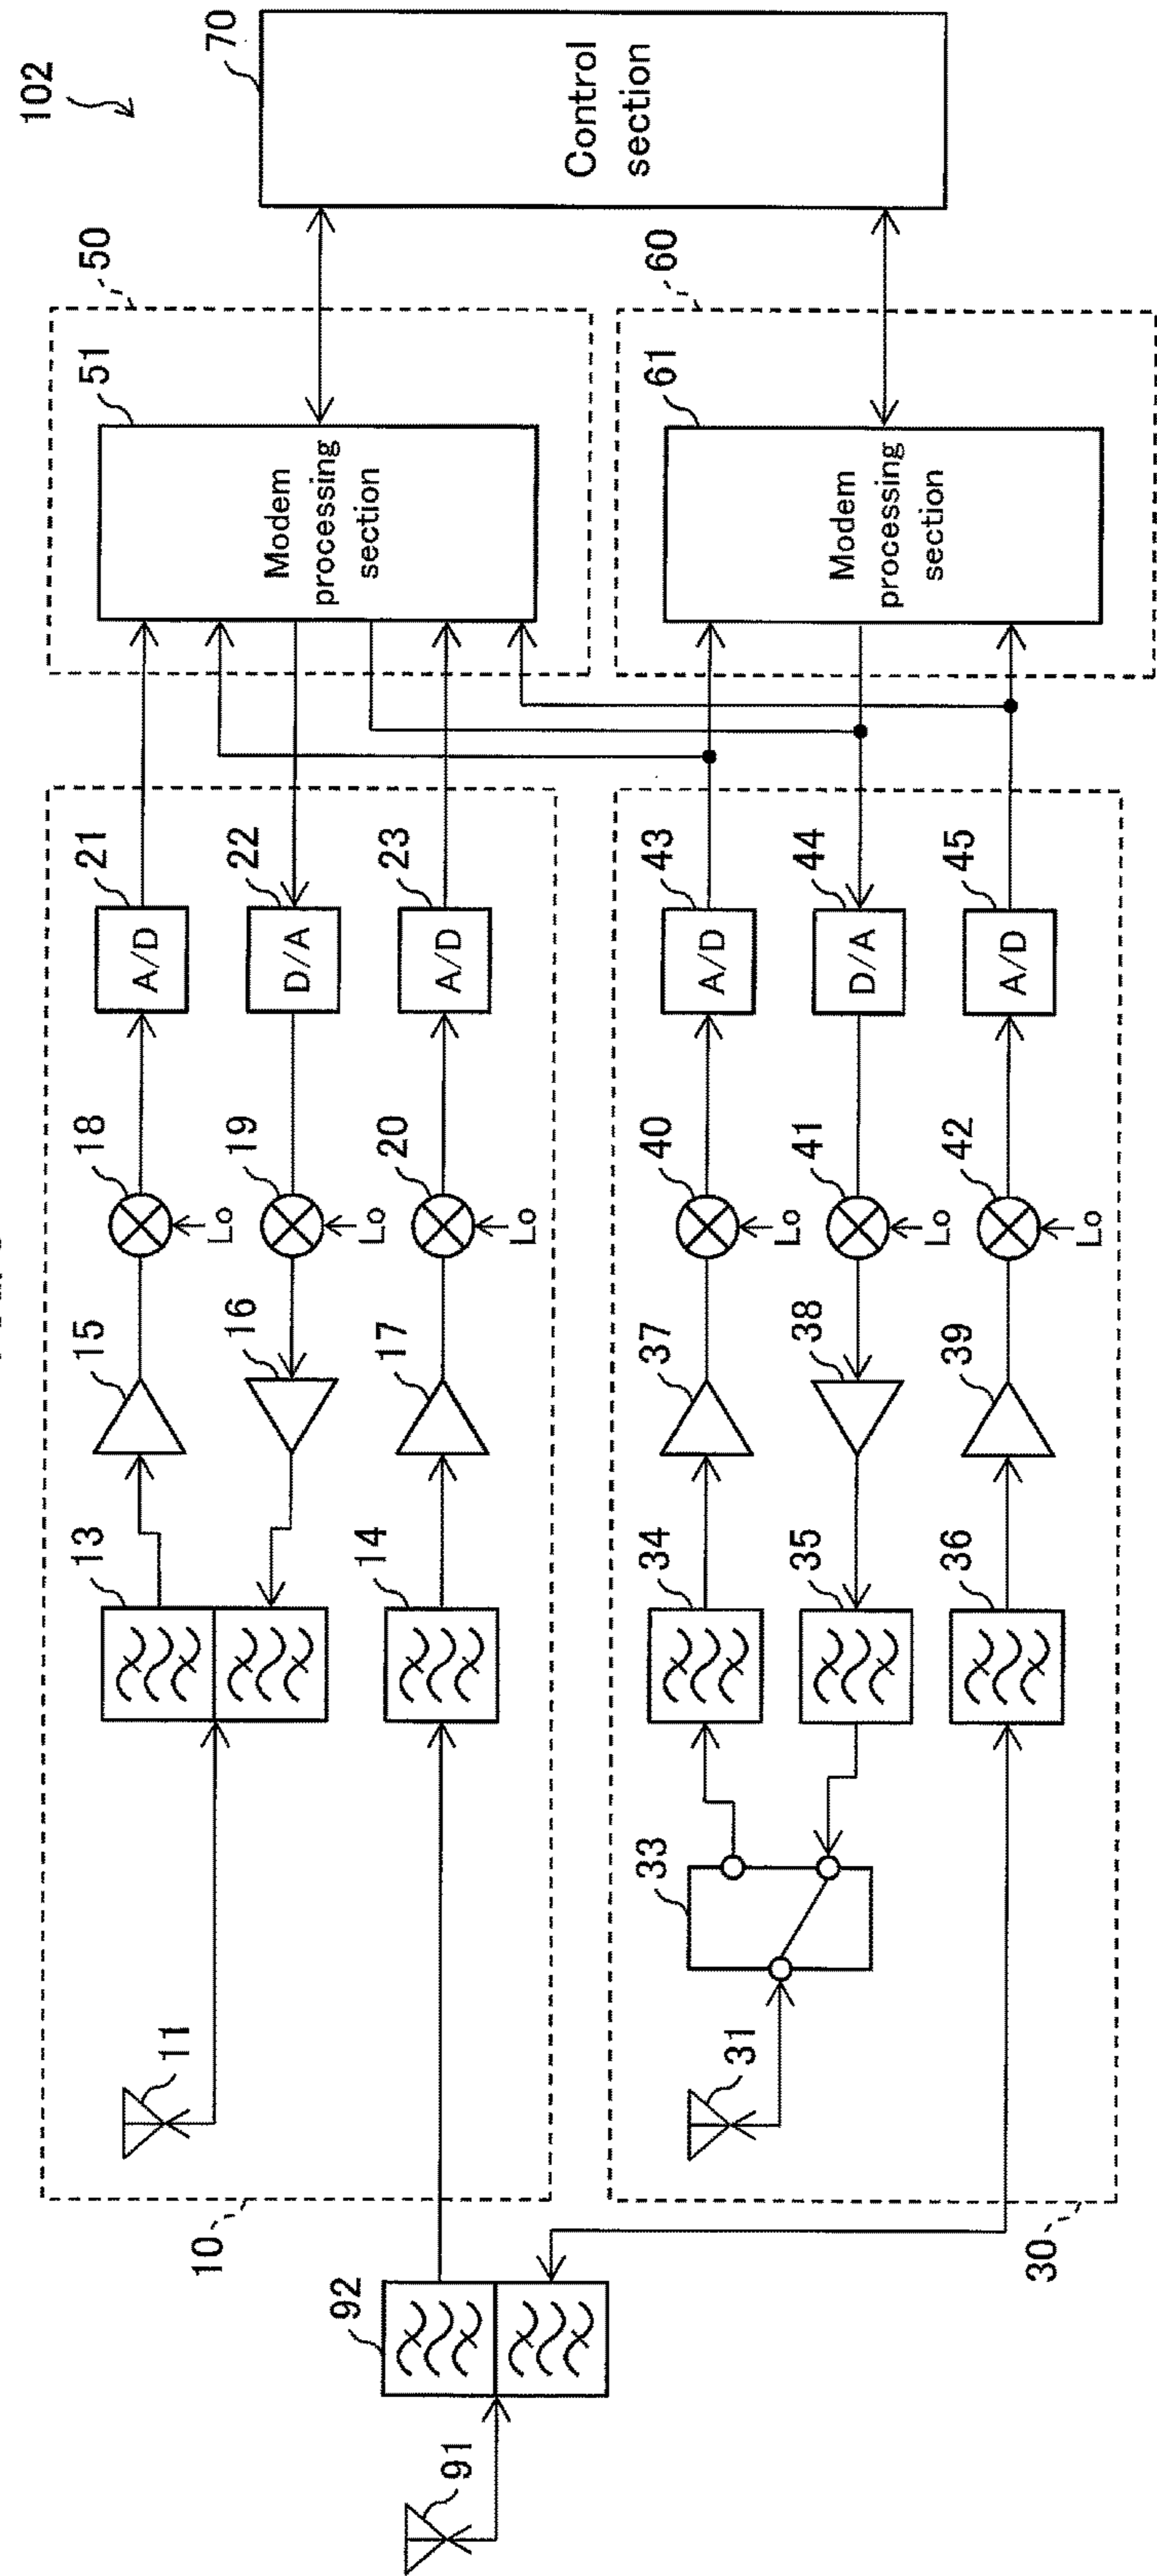 102
70
Control
section
50
51
Modem
processing
section
60
61
Modem
processing
section
21
A/D
22
D/A
23
A/D
43
A/D
44
D/A
45
A/D
18
Lo
19
Lo
20
Lo
40
Lo
41
Lo
42
Lo
15
16
17
37
38
39
13
14
34
35
36
33
11
31
10
30
92
91